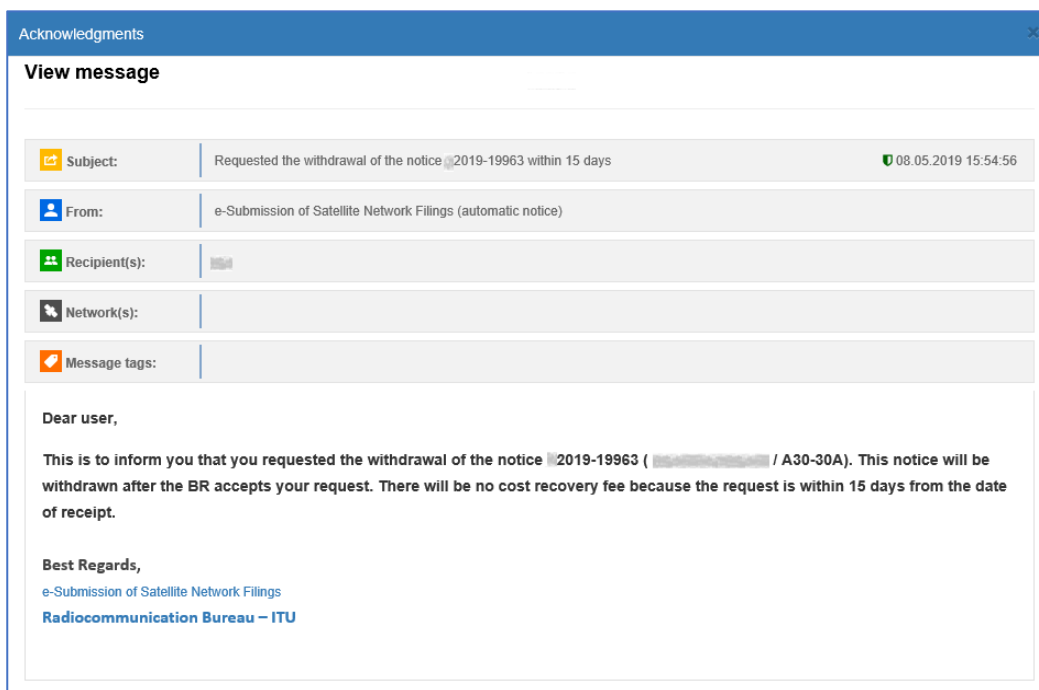 Acknowledgments
View message
Subject: Requested the withdrawal of the notice 2019-19963 within 15 days 08.05.2019 15:54:56
From: e-Submission of Satellite Network Filings (automatic notice)
Recipient(s):
Network(s):
Message tags:
Dear user,
This is to inform you that you requested the withdrawal of the notice 2019-19963 ( / A30-30A). This notice will be
withdrawn after the BR accepts your request. There will be no cost recovery fee because the request is within 15 days from the date
of receipt.
Best Regards,
e-Submission of Satellite Network Filings
Radiocommunication Bureau – ITU